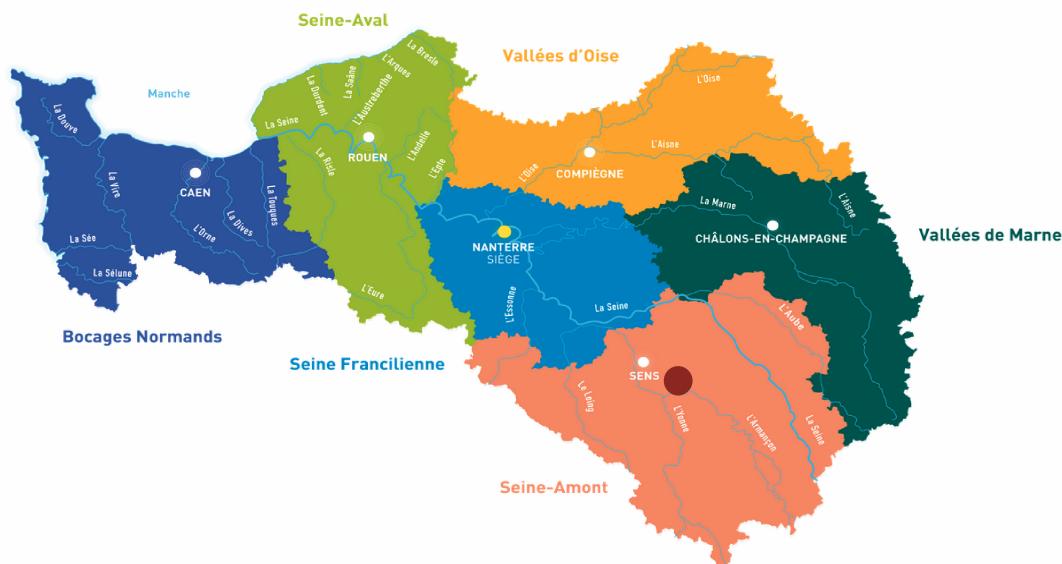 Seine-Aval
Vallées d'Oise
La Bresle
L'Arques
La Saâne
La Durdent
L'Austreberthe
L'Oise
La Douve
Manche
La Seine
ROUEN
L'Andelle
L'Epte
La Risle
L'Aisne
COMPIÈGNE
L'Oise
CAEN
La Vire
La Touques
La Dives
L'Orne
La Marne
L'Aisne
CHÂLONS-EN-CHAMPAGNE
Vallées de Marne
NANTERRE
SIÈGE
La Sée
La Sélune
L'Eure
L'Essonne
La Seine
L'Aube
Bocages Normands
Seine Francilienne
SENS
Le Loing
L'Yonne
L'Armançon
La Seine
Seine-Amont